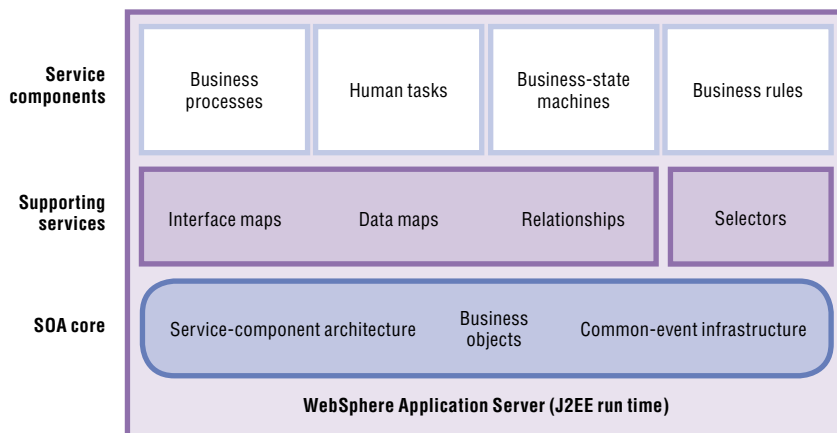 Service
components
Business
processes
Human tasks
Business-state
machines
Business rules
Supporting
services
Interface maps
Data maps
Relationships
Selectors
SOA core
Service-component architecture
Business
objects
Common-event infrastructure
WebSphere Application Server (J2EE run time)